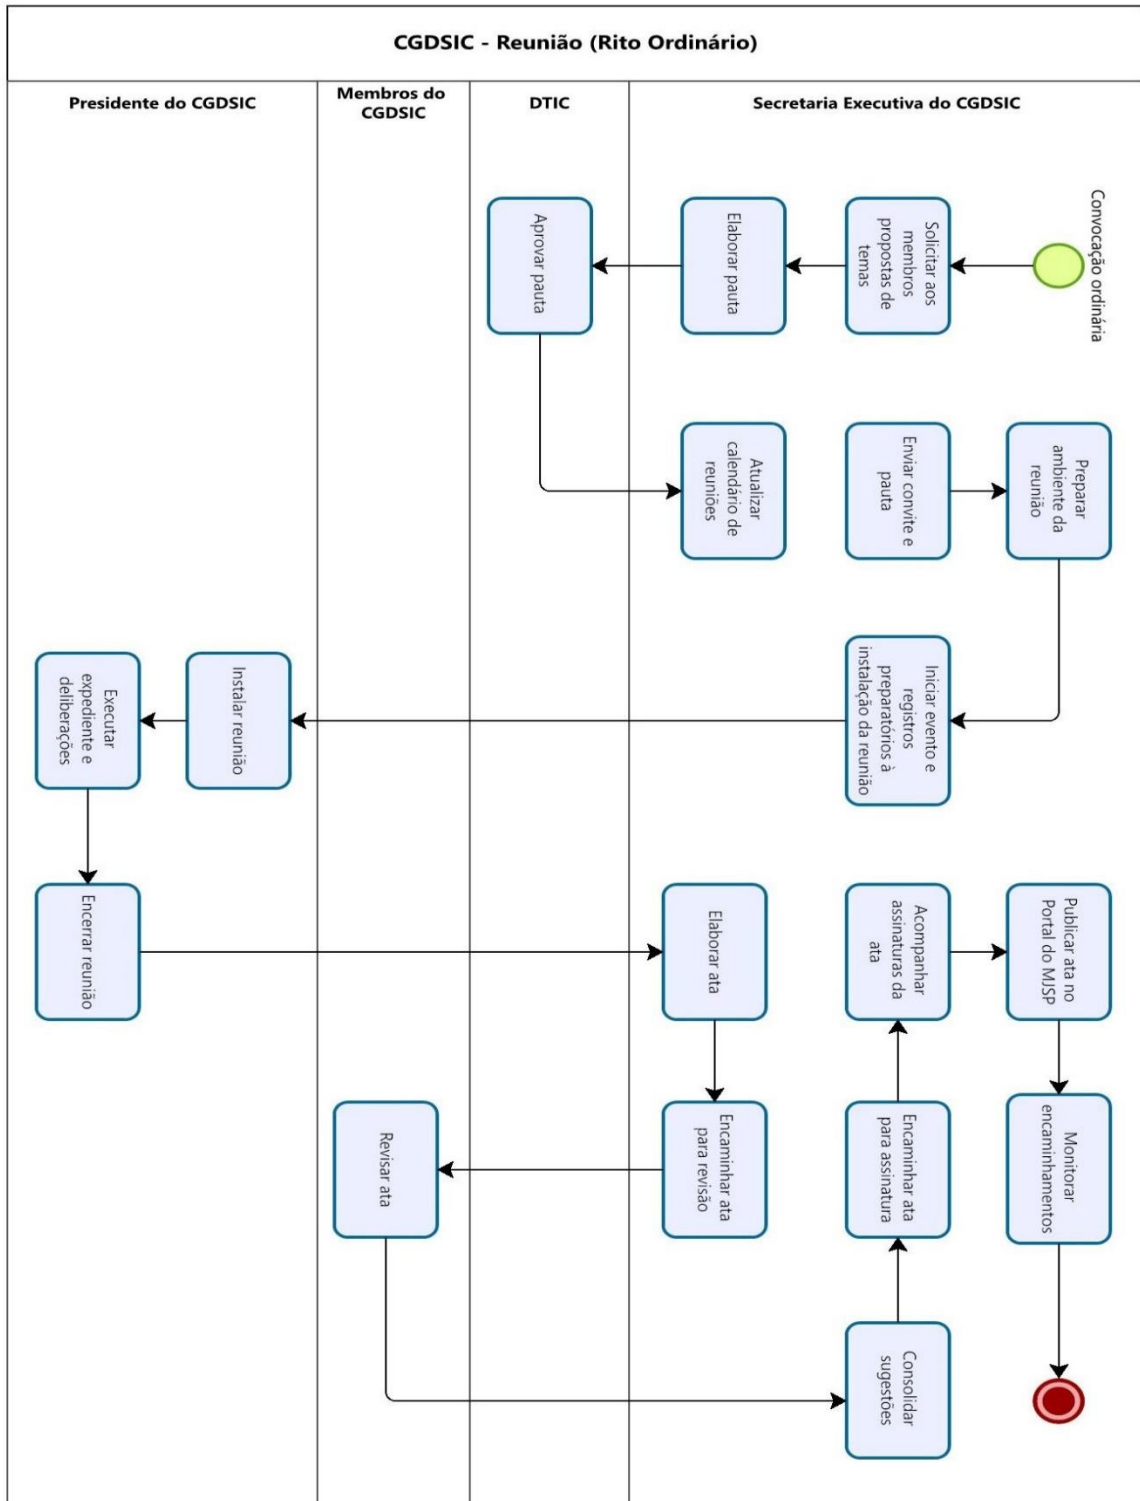 CGDSIC - Reunião (Rito Ordinário)
Presidente do CGDSIC
Membros do
CGDSIC
DTIC
Secretaria Executiva do CGDSIC
Convocação ordinária
Solicitar aos
membros
propostas de
temas
Elaborar pauta
Aprovar pauta
Atualizar
calendário de
reuniões
Enviar convite e
pauta
Preparar
ambiente da
reunião
Iniciar evento e
registros
preparatórios à
instalação da reunião
Instalar reunião
Executar
expediente e
deliberações
Encerrar reunião
Elaborar ata
Encaminhar ata
para revisão
Revisar ata
Consolidar
sugestões
Encaminhar ata
para assinatura
Acompanhar
assinaturas da
ata
Publicar ata no
Portal do MJSP
Monitorar
encaminhamentos